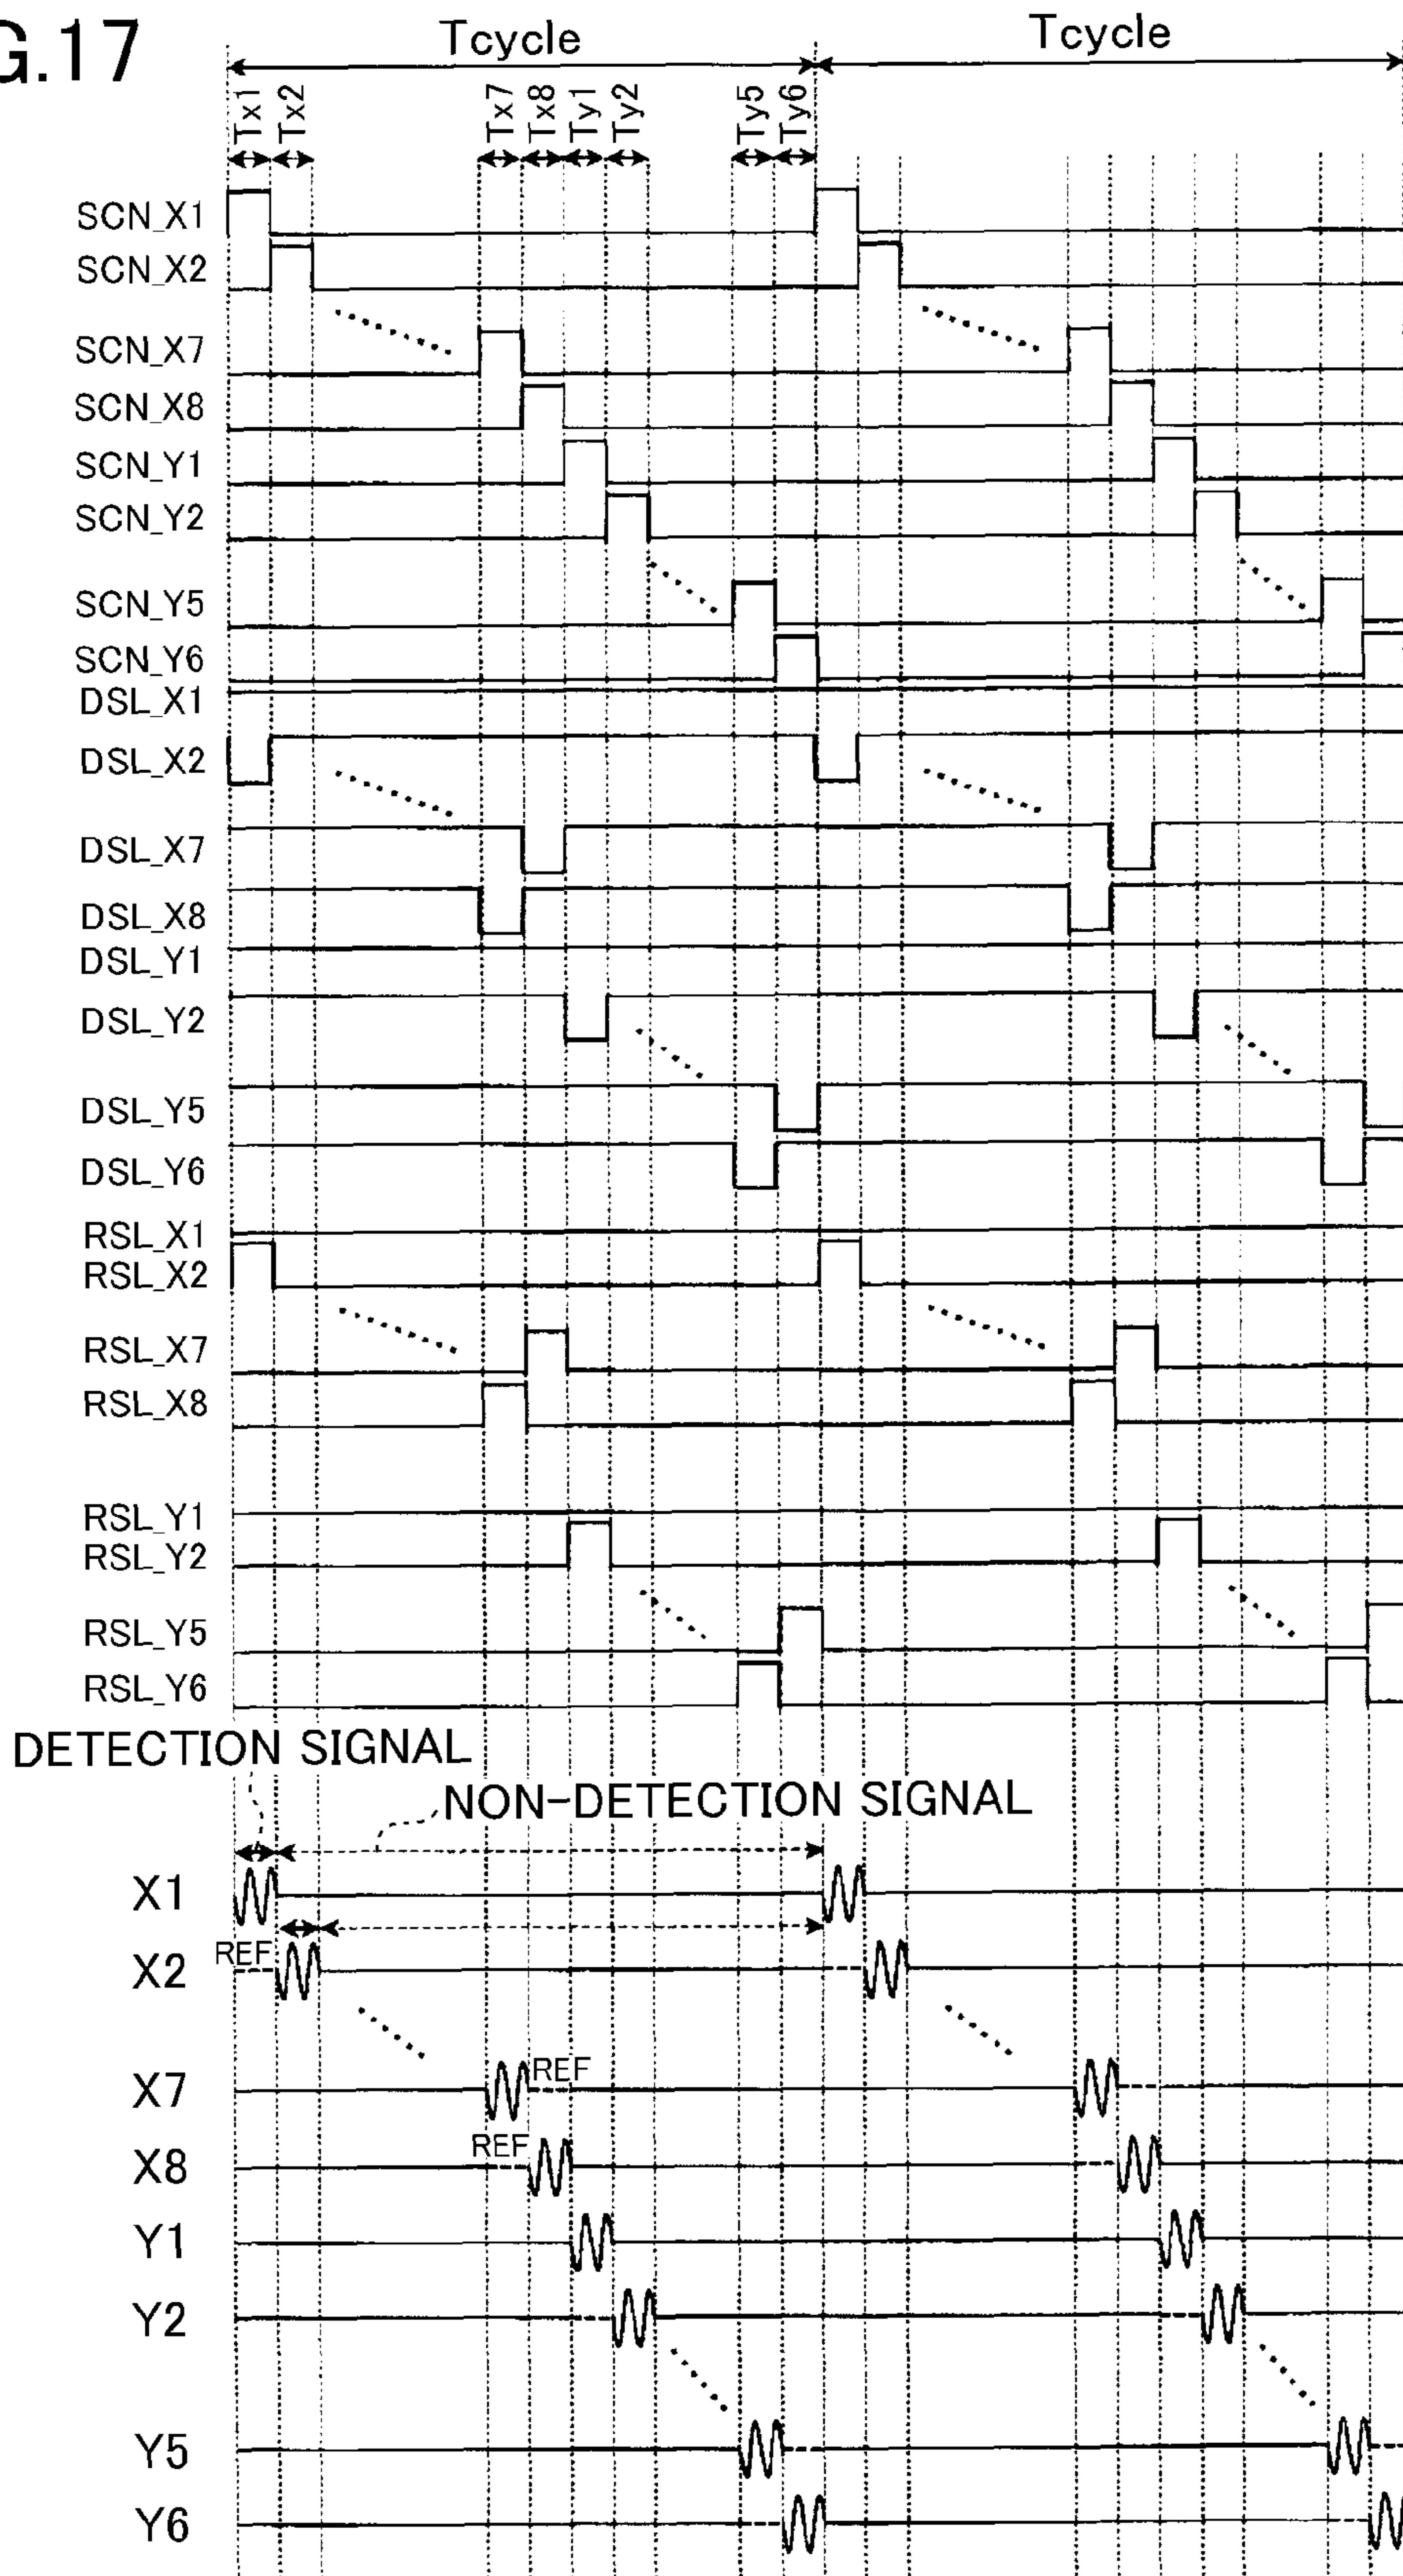 G.17
Tcycle Tcycle
Tx1 Tx2 Tx7 Tx8 Ty1 Ty2 Ty5 Ty6
SCN_X1
SCN_X2
SCN_X7
SCN_X8
SCN_Y1
SCN_Y2
SCN_Y5
SCN_Y6
DSL_X1
DSL_X2
DSL_X7
DSL_X8
DSL_Y1
DSL_Y2
DSL_Y5
DSL_Y6
RSL_X1
RSL_X2
RSL_X7
RSL_X8
RSL_Y1
RSL_Y2
RSL_Y5
RSL_Y6
DETECTION SIGNAL
NON-DETECTION SIGNAL
X1
REF
X2
X7 REF
REF
X8
Y1
Y2
Y5
Y6